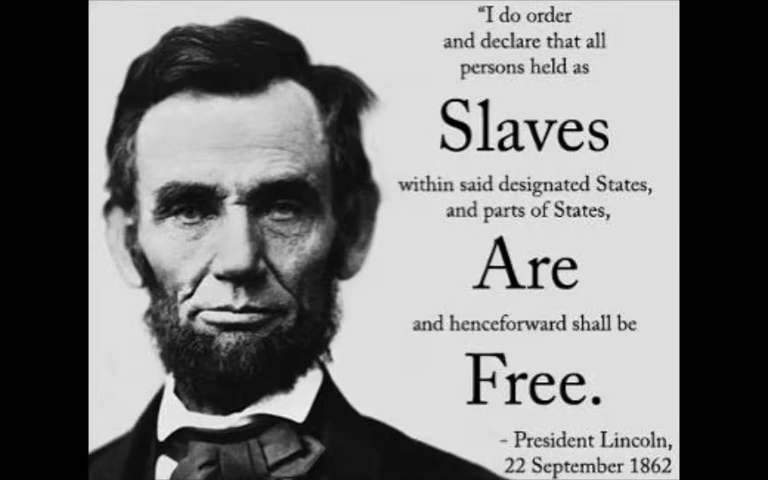 “I do order
and declare that all
persons held as
Slaves
within said designated States,
and parts of States,
Are
and henceforward shall be
Free.
- President Lincoln,
22 September 1862